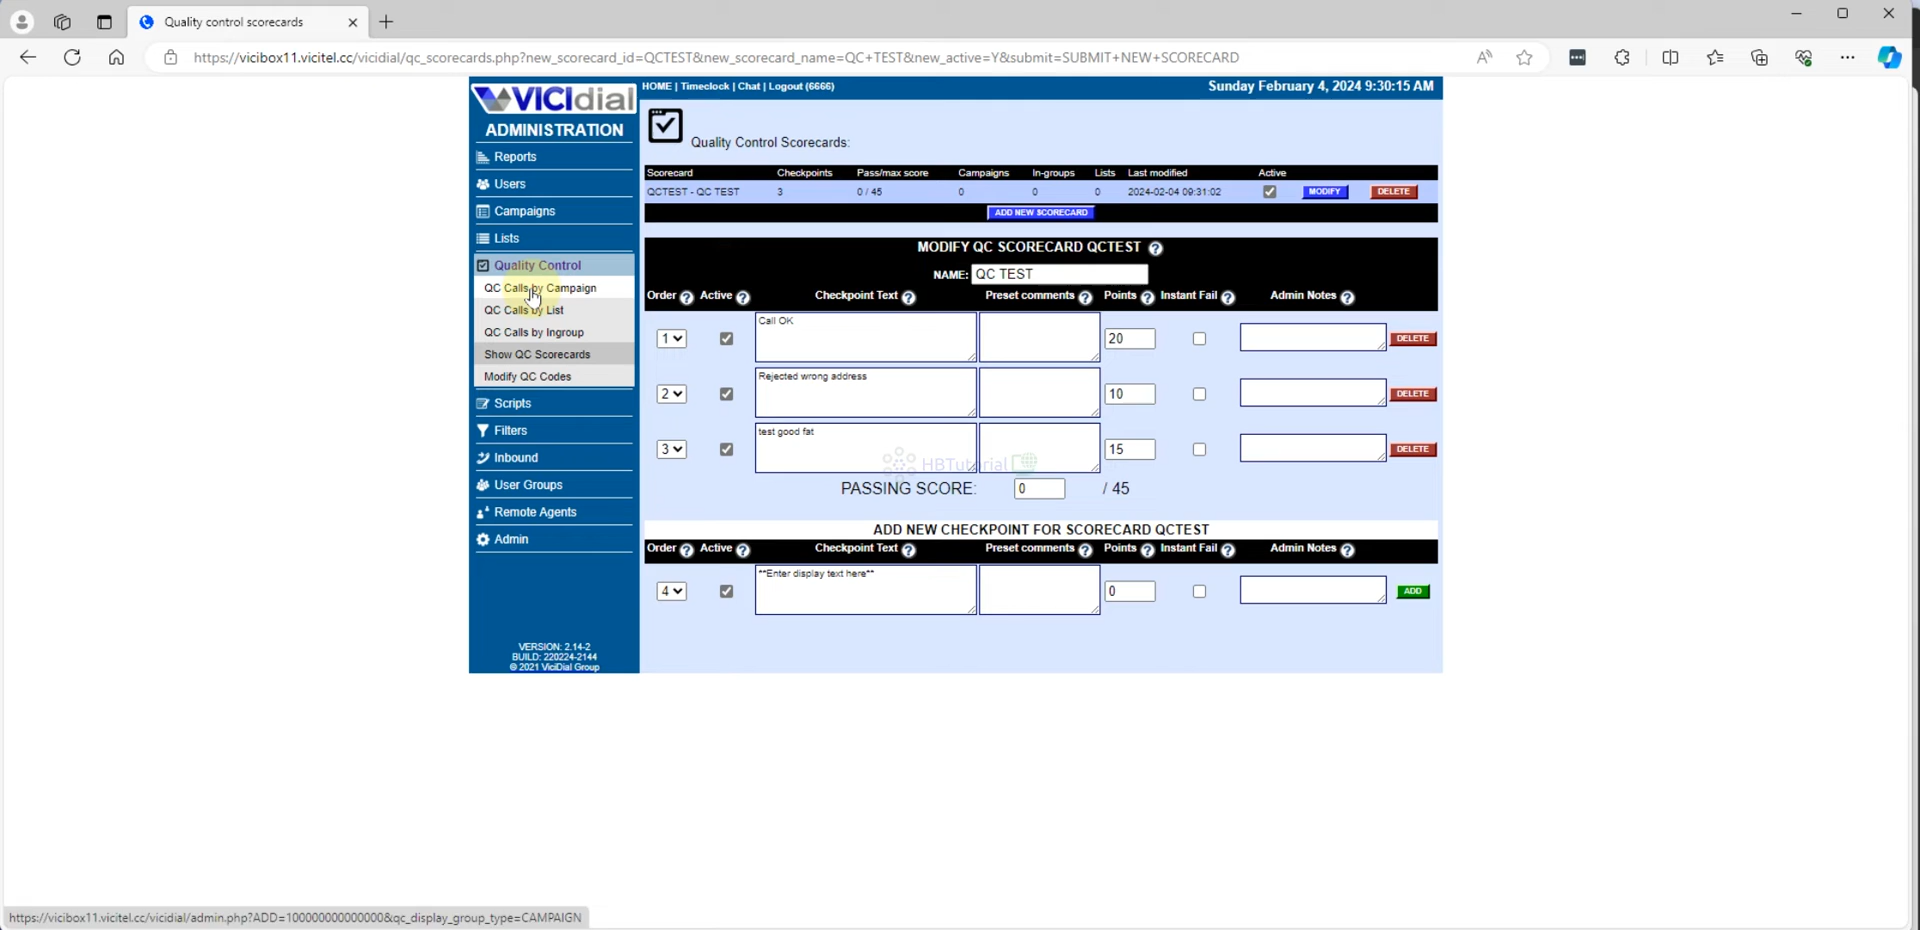 Quality control scorecards
https://vicibox11.vicitel.cc/vicidial/qc_scorecards.php?new_scorecard_id=QCTEST&new_scorecard_name=QC+TEST&new_active=Y&submit=SUBMIT+NEW+SCORECARD
VICIdial
HOME | Timeclock | Chat | Logout (6666)
Sunday February 4, 2024 9:30:15 AM
ADMINISTRATION
Reports
Users
Campaigns
Lists
Quality Control
QC Calls by Campaign
QC Calls by List
QC Calls by Ingroup
Show QC Scorecards
Modify QC Codes
Scripts
Filters
Inbound
User Groups
Remote Agents
Admin
VERSION: 2.14-2
BUILD: 220224-2144
© 2021 ViciDial Group
Quality Control Scorecards:
Scorecard Checkpoints Pass/max score Campaigns In-groups Lists Last modified Active
QCTEST - QC TEST 3 0 / 45 0 0 0 2024-02-04 09:31:02 MODIFY DELETE
ADD NEW SCORECARD
MODIFY QC SCORECARD QCTEST ?
NAME: QC TEST
Order ? Active ? Checkpoint Text ? Preset comments ? Points ? Instant Fail ? Admin Notes ?
1 Call OK 20 DELETE
2 Rejected wrong address 10 DELETE
3 test good fat 15 DELETE
HBTutorial
PASSING SCORE: 0 / 45
ADD NEW CHECKPOINT FOR SCORECARD QCTEST
Order ? Active ? Checkpoint Text ? Preset comments ? Points ? Instant Fail ? Admin Notes ?
4 **Enter display text here** 0 ADD
https://vicibox11.vicitel.cc/vicidial/admin.php?ADD=100000000000000&qc_display_group_type=CAMPAIGN